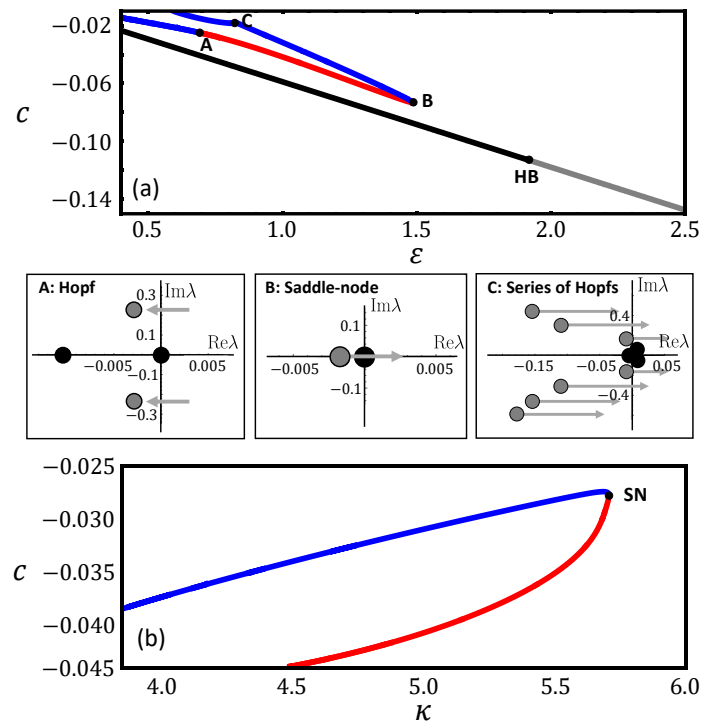 −0.02
C
A
−0.06
B
c
−0.10
HB
(a)
−0.14
0.5
1.0
1.5
2.0
2.5
ε
A: Hopf
0.3
Imλ
0.1
Reλ
−0.005
0.005
−0.1
−0.3
B: Saddle-node
Imλ
0.1
Reλ
−0.005
0.005
−0.1
C: Series of Hopfs
Imλ
0.4
Reλ
−0.15
−0.05
0.05
−0.4
−0.025
SN
−0.030
c
−0.035
−0.040
(b)
−0.045
4.0
4.5
5.0
5.5
6.0
κ